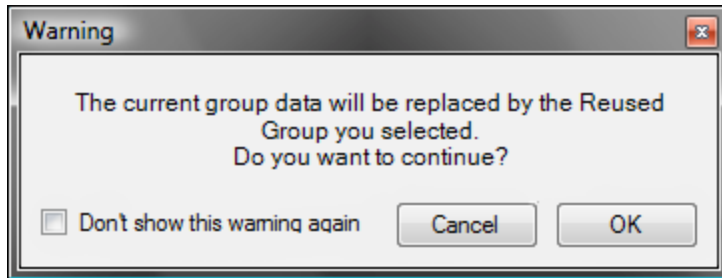 Warning
The current group data will be replaced by the Reused
Group you selected.
Do you want to continue?
Don't show this warning again
Cancel
OK